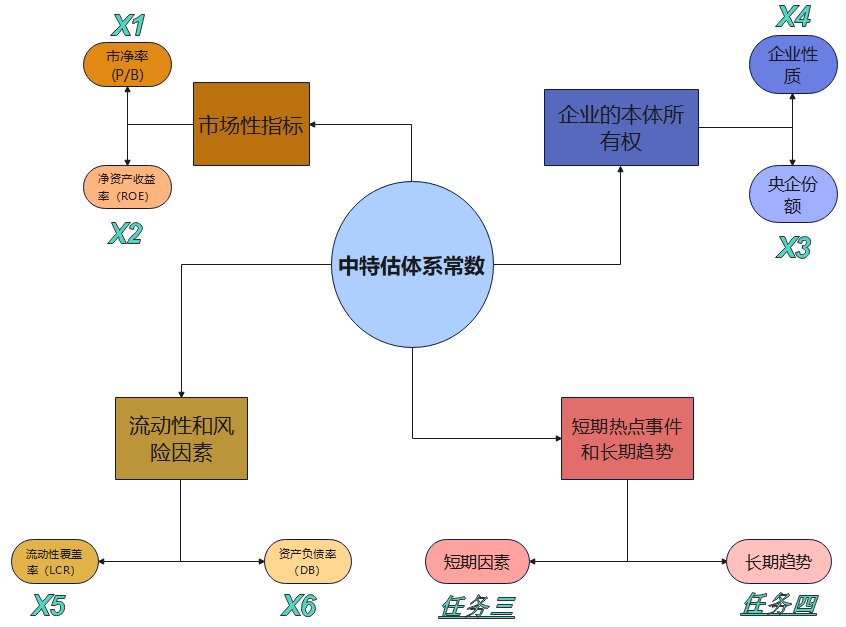 X1
市净率
(P/B)
市场性指标
净资产收益
率（ROE）
X2
X4
企业性
质
企业的本体所
有权
央企份
额
X3
中特估体系常数
流动性和风
险因素
流动性覆盖
率（LCR）
X5
资产负债率
（DB）
X6
短期热点事件
和长期趋势
短期因素
任务三
长期趋势
任务四